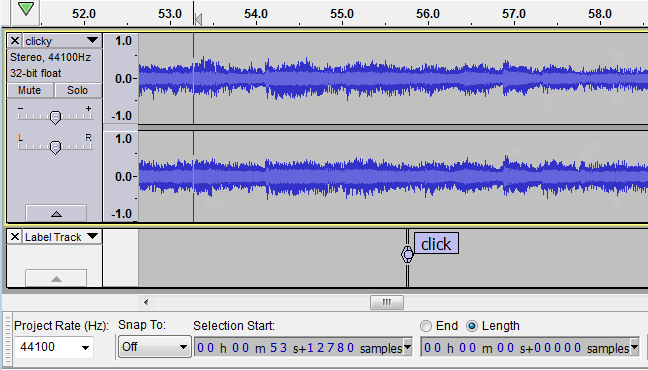 52.0 53.0 54.0 55.0 56.0 57.0 58.0
clicky
Stereo, 44100Hz
32-bit float
Mute Solo
- +
L R
1.0
0.0
-1.0
1.0
0.0
-1.0
Label Track
click
Project Rate (Hz): Snap To: Selection Start: End Length
44100 Off 00 h 00 m 53 s+12780 samples 00 h 00 m 00 s+00000 samples